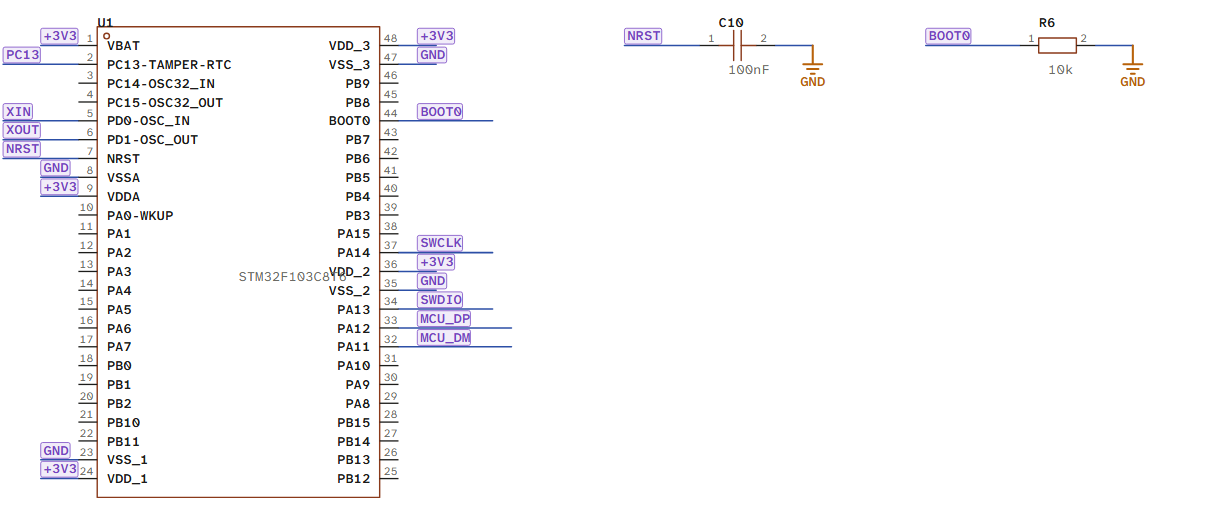 U1
+3V3 1 VBAT VDD_3 48 +3V3
PC13 2 PC13-TAMPER-RTC VSS_3 47 GND
3 PC14-OSC32_IN PB9 46
4 PC15-OSC32_OUT PB8 45
XIN 5 PD0-OSC_IN BOOT0 44 BOOT0
XOUT 6 PD1-OSC_OUT PB7 43
NRST 7 NRST PB6 42
GND 8 VSSA PB5 41
+3V3 9 VDDA PB4 40
10 PA0-WKUP PB3 39
11 PA1 PA15 38
12 PA2 PA14 37 SWCLK
13 PA3 VDD_2 36 +3V3
STM32F103C8T6
14 PA4 VSS_2 35 GND
15 PA5 PA13 34 SWDIO
16 PA6 PA12 33 MCU_DP
17 PA7 PA11 32 MCU_DM
18 PB0 PA10 31
19 PB1 PA9 30
20 PB2 PA8 29
21 PB10 PB15 28
22 PB11 PB14 27
GND 23 VSS_1 PB13 26
+3V3 24 VDD_1 PB12 25
C10
NRST 1 2
100nF
GND
R6
BOOT0 1 2
10k
GND